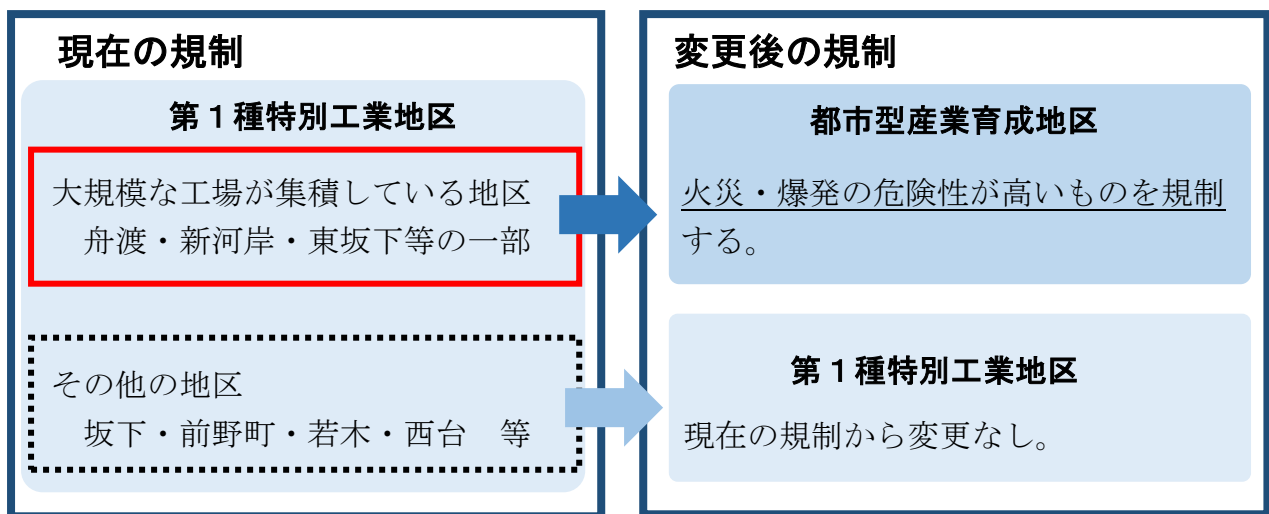 現在の規制
第1種特別工業地区
大規模な工場が集積している地区
舟渡・新河岸・東坂下等の一部
その他の地区
坂下・前野町・若木・西台　等
変更後の規制
都市型産業育成地区
火災・爆発の危険性が高いものを規制
する。
第1種特別工業地区
現在の規制から変更なし。